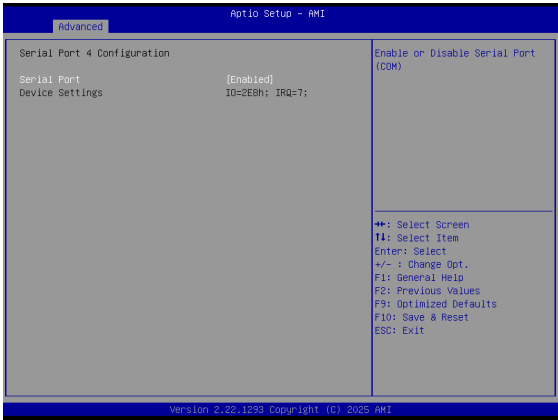 Aptio Setup – AMI
Advanced
Serial Port 4 Configuration
Serial Port [Enabled]
Device Settings IO=2E8h; IRQ=7;
Enable or Disable Serial Port
(COM)
→←: Select Screen
↑↓: Select Item
Enter: Select
+/- : Change Opt.
F1: General Help
F2: Previous Values
F9: Optimized Defaults
F10: Save & Reset
ESC: Exit
Version 2.22.1293 Copyright (C) 2025 AMI